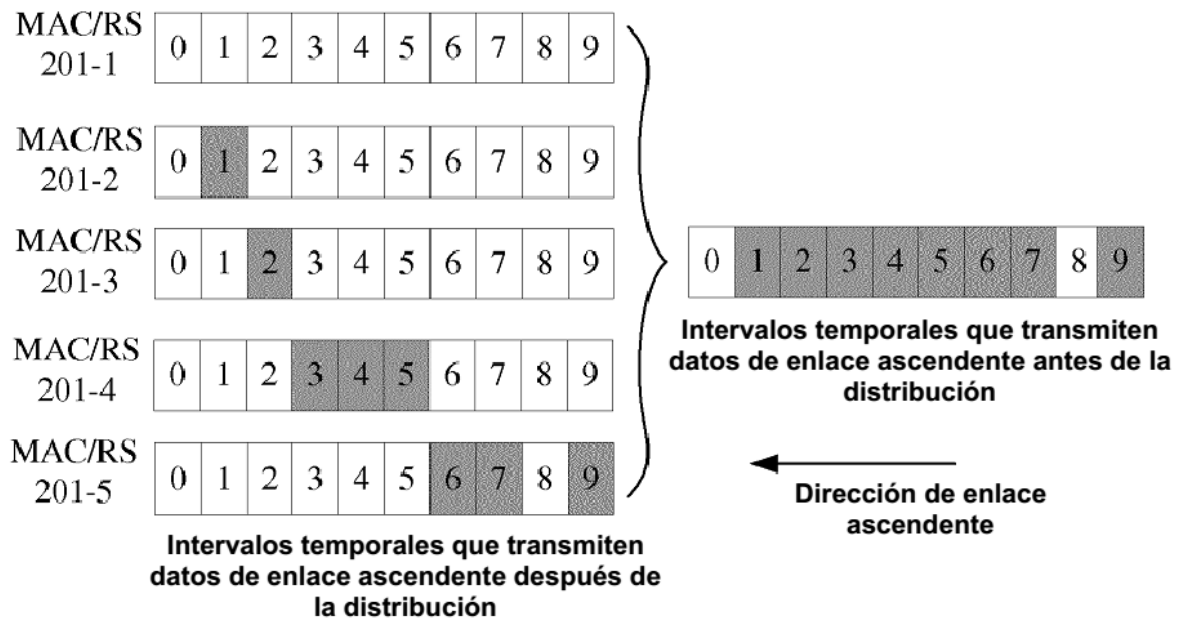 MAC/RS
201-1
0 1 2 3 4 5 6 7 8 9
MAC/RS
201-2
0 1 2 3 4 5 6 7 8 9
MAC/RS
201-3
0 1 2 3 4 5 6 7 8 9
MAC/RS
201-4
0 1 2 3 4 5 6 7 8 9
MAC/RS
201-5
0 1 2 3 4 5 6 7 8 9
Intervalos temporales que transmiten
datos de enlace ascendente después de
la distribución
0 1 2 3 4 5 6 7 8 9
Intervalos temporales que transmiten
datos de enlace ascendente antes de la
distribución
Dirección de enlace
ascendente